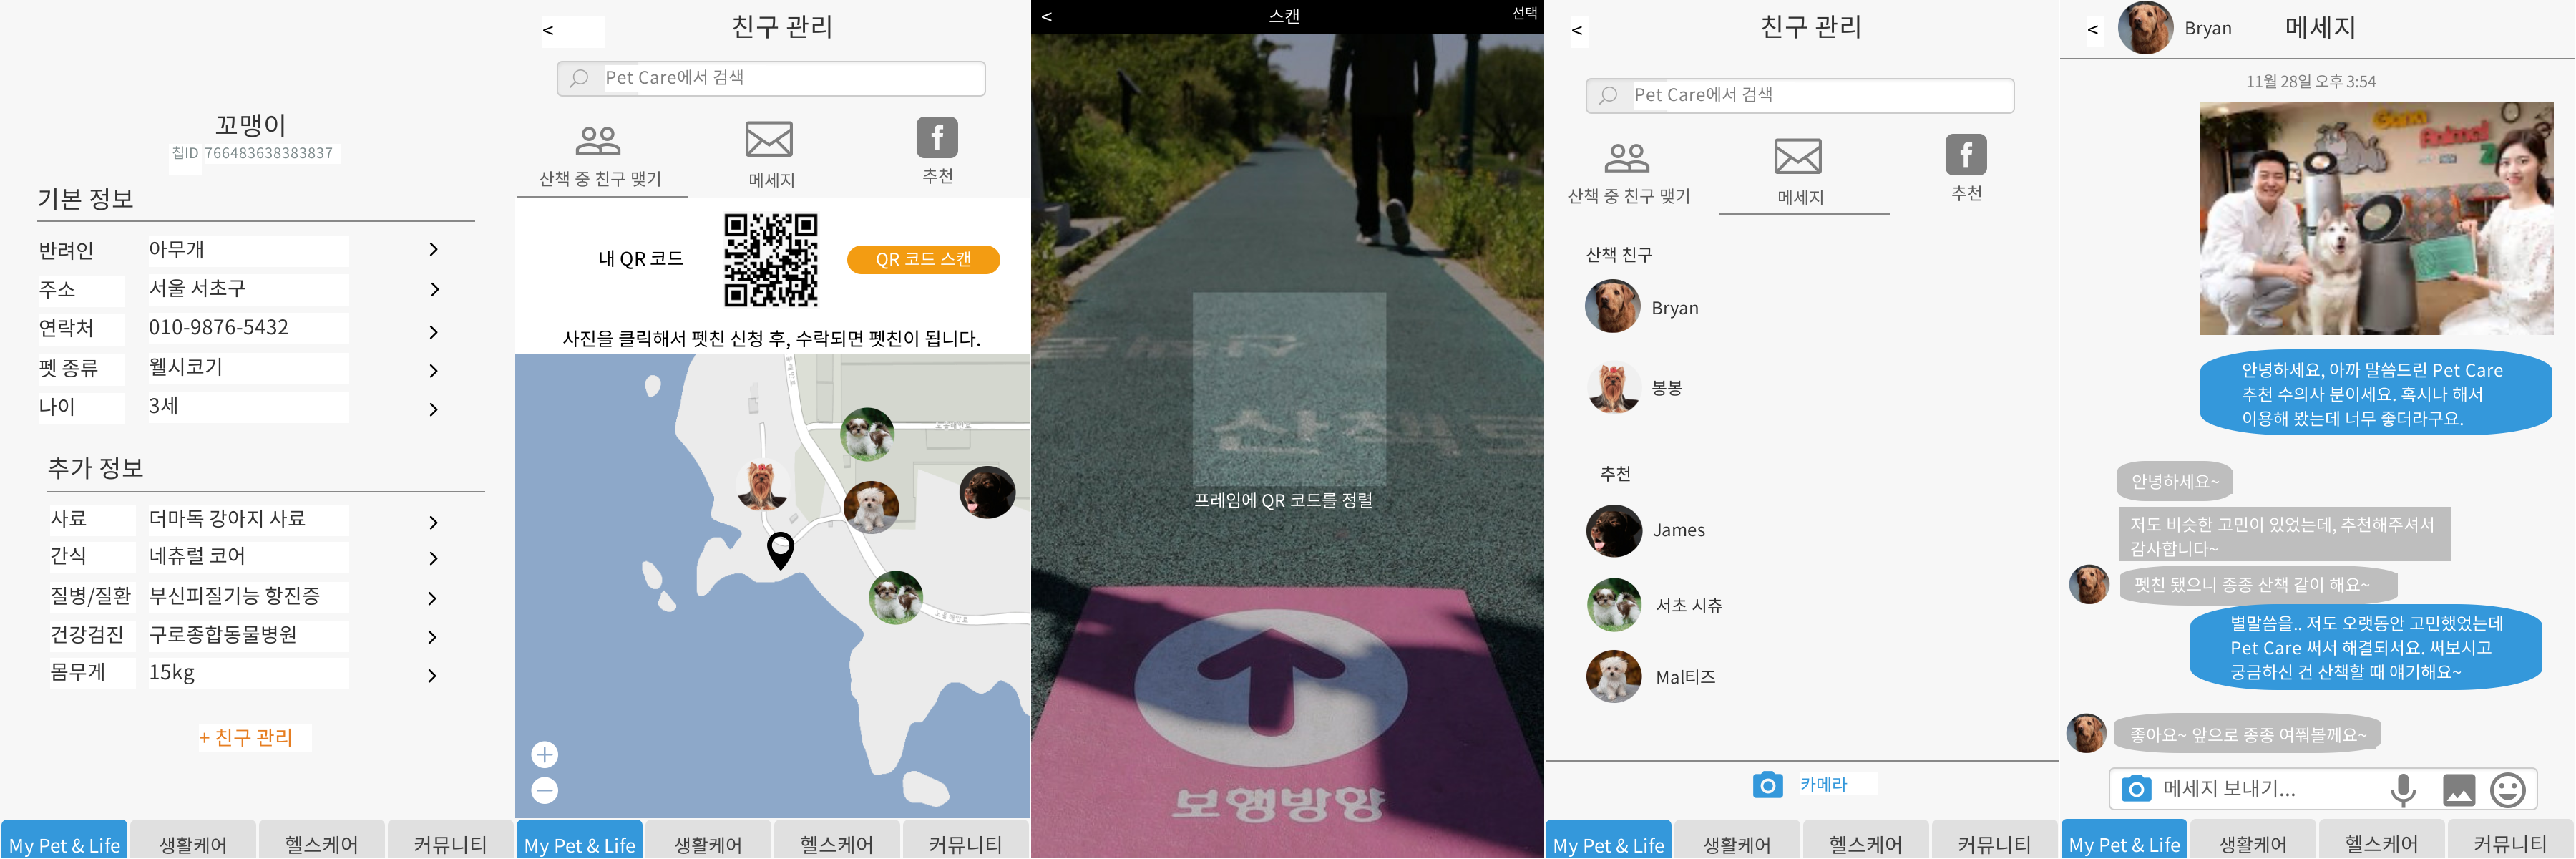 꼬맹이
칩ID 766483638383837
기본 정보
반려인 아무개
주소 서울 서초구
연락처 010-9876-5432
펫 종류 웰시코기
나이 3세
추가 정보
사료 더마독 강아지 사료
간식 네츄럴 코어
질병/질환 부신피질기능 항진증
건강검진 구로종합동물병원
몸무게 15kg
+ 친구 관리
My Pet & Life 생활케어 헬스케어 커뮤니티
< 친구 관리
Pet Care에서 검색
산책 중 친구 맺기 메세지 추천
내 QR 코드 QR 코드 스캔
사진을 클릭해서 펫친 신청 후, 수락되면 펫친이 됩니다.
My Pet & Life 생활케어 헬스케어 커뮤니티
< 스캔 선택
산책로
프레임에 QR 코드를 정렬
보행방향
< 친구 관리
Pet Care에서 검색
산책 중 친구 맺기 메세지 추천
산책 친구
Bryan
봉봉
추천
James
서초 시츄
Mal티즈
카메라
My Pet & Life 생활케어 헬스케어 커뮤니티
< Bryan 메세지
11월 28일 오후 3:54
Animal
안녕하세요, 아까 말씀드린 Pet Care
추천 수의사 분이세요. 혹시나 해서
이용해 봤는데 너무 좋더라구요.
안녕하세요~
저도 비슷한 고민이 있었는데, 추천해주셔서
감사합니다~
펫친 됐으니 종종 산책 같이 해요~
별말씀을.. 저도 오랫동안 고민했었는데
Pet Care 써서 해결되서요. 써보시고
궁금하신 건 산책할 때 얘기해요~
좋아요~ 앞으로 종종 여쭤볼께요~
메세지 보내기...
My Pet & Life 생활케어 헬스케어 커뮤니티